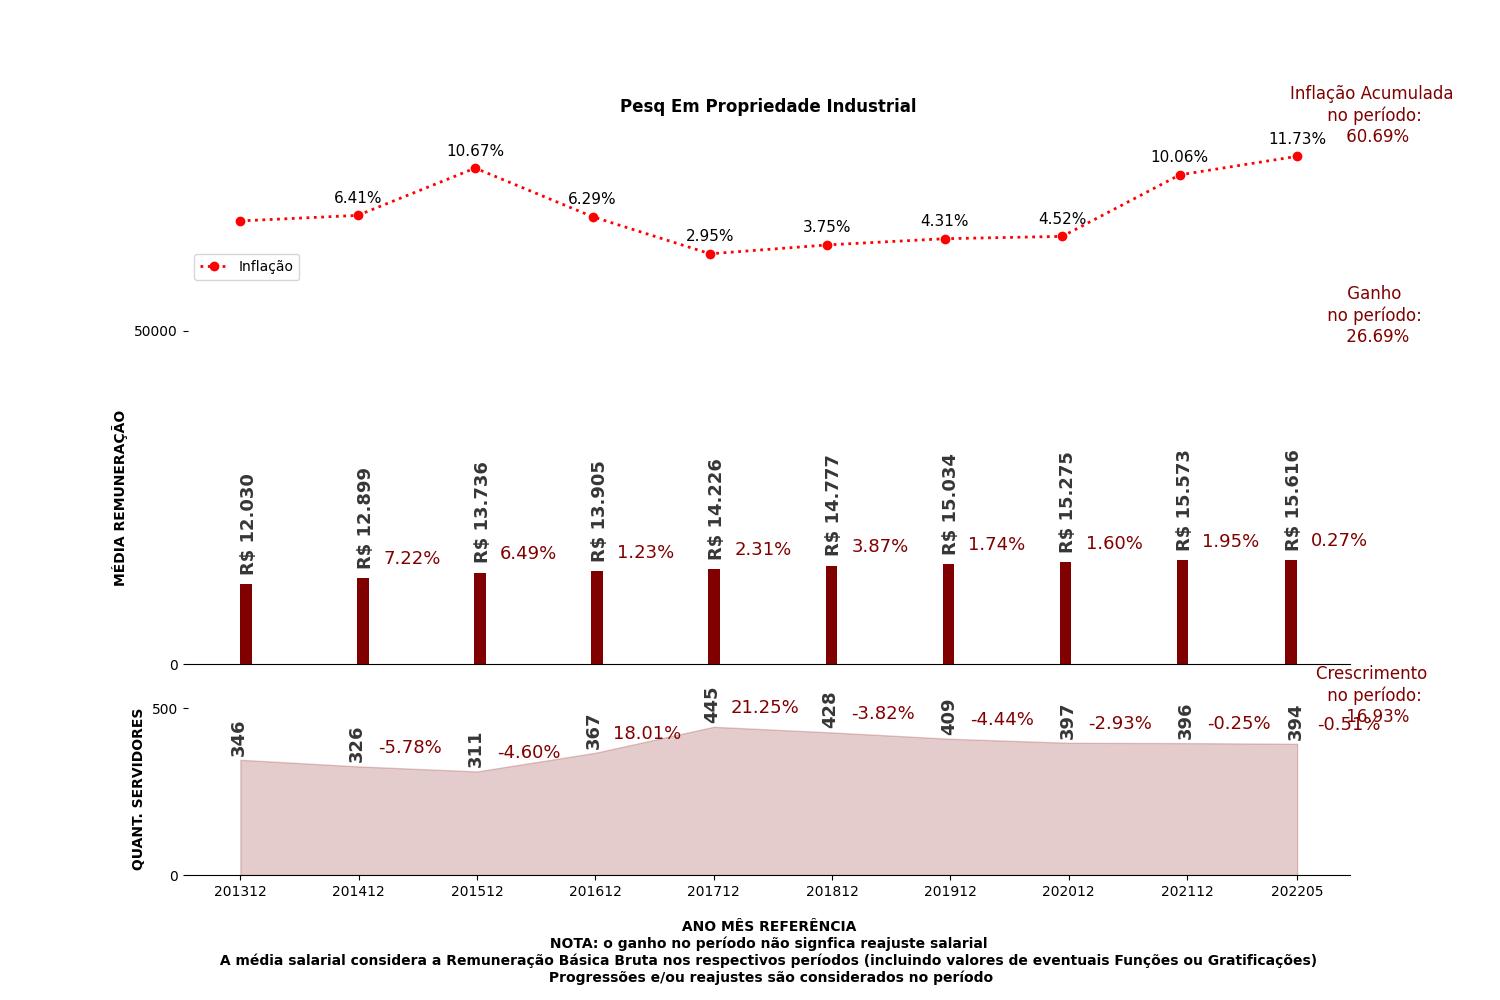 Pesq Em Propriedade Industrial
Inflação Acumulada
no período:
60.69%
6.41%
10.67%
6.29%
2.95%
3.75%
4.31%
4.52%
10.06%
11.73%
Inflação
Ganho
no período:
26.69%
50000
0
MÉDIA REMUNERAÇÃO
R$ 12.030
R$ 12.899
R$ 13.736
R$ 13.905
R$ 14.226
R$ 14.777
R$ 15.034
R$ 15.275
R$ 15.573
R$ 15.616
7.22%
6.49%
1.23%
2.31%
3.87%
1.74%
1.60%
1.95%
0.27%
Crescrimento
no período:
16.93%
500
0
QUANT. SERVIDORES
346
326
311
367
445
428
409
397
396
394
-5.78%
-4.60%
18.01%
21.25%
-3.82%
-4.44%
-2.93%
-0.25%
-0.51%
201312
201412
201512
201612
201712
201812
201912
202012
202112
202205
ANO MÊS REFERÊNCIA
NOTA: o ganho no período não signfica reajuste salarial
A média salarial considera a Remuneração Básica Bruta nos respectivos períodos (incluindo valores de eventuais Funções ou Gratificações)
Progressões e/ou reajustes são considerados no período